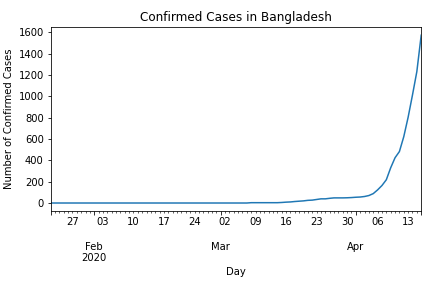 Confirmed Cases in Bangladesh
Number of Confirmed Cases
1600
1400
1200
1000
800
600
400
200
0
27 03 10 17 24 02 09 16 23 30 06 13
Feb Mar Apr
2020
Day